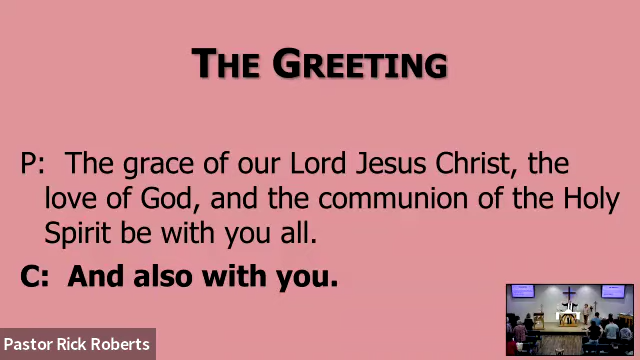 THE GREETING
P: The grace of our Lord Jesus Christ, the
love of God, and the communion of the Holy
Spirit be with you all.
C: And also with you.
Pastor Rick Roberts